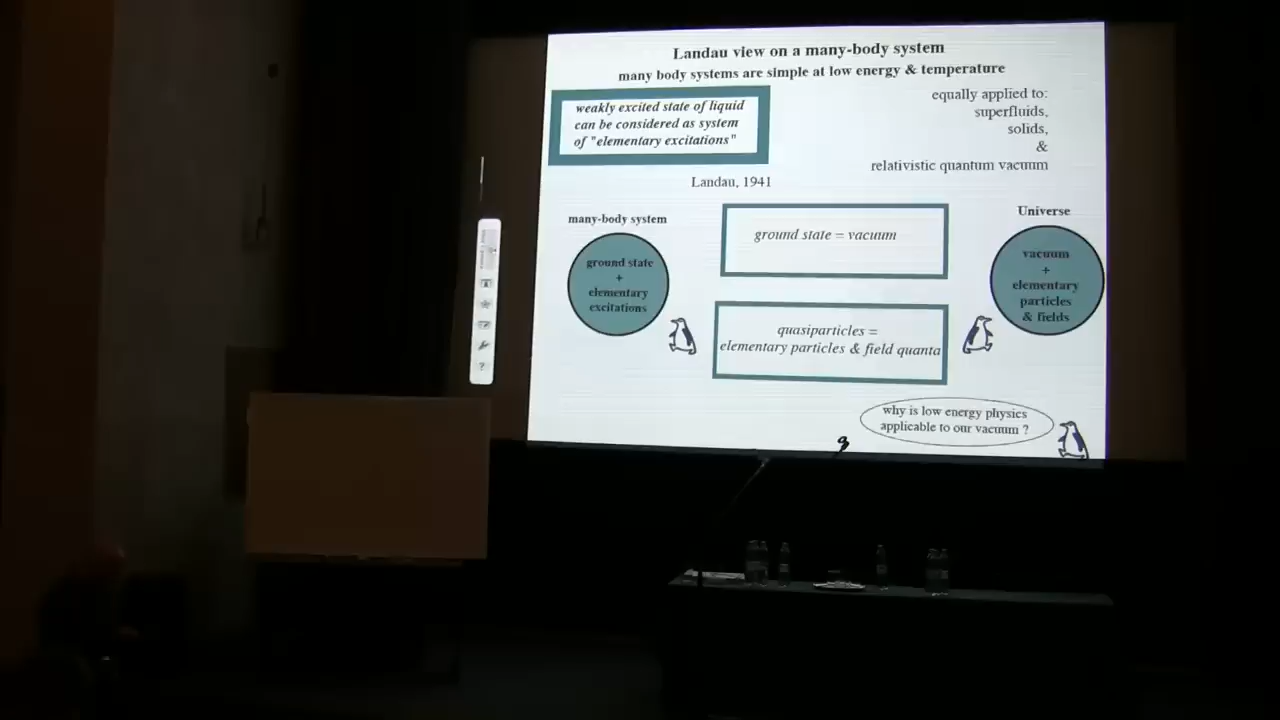 Landau view on a many-body system
many body systems are simple at low energy & temperature
weakly excited state of liquid
can be considered as system
of "elementary excitations"
Landau, 1941
equally applied to:
superfluids,
solids,
&
relativistic quantum vacuum
many-body system
ground state
+
elementary
excitations
ground state = vacuum
quasiparticles =
elementary particles & field quanta
Universe
vacuum
+
elementary
particles
& fields
why is low energy physics
applicable to our vacuum ?
?